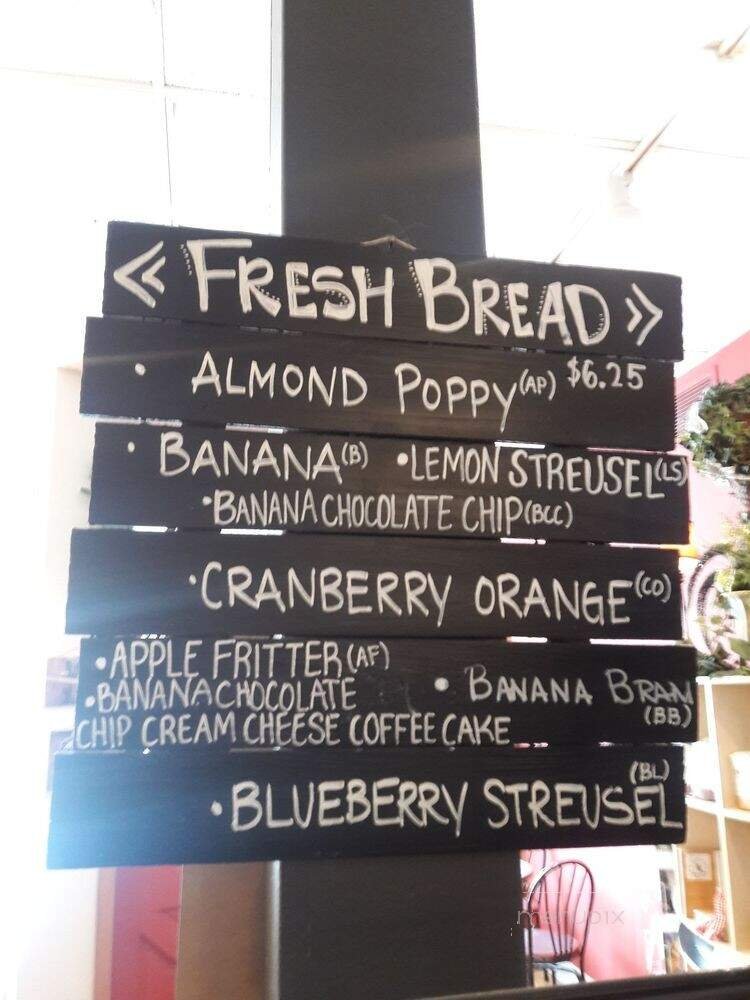 « FRESH BREAD »
• ALMOND POPPY (AP) $6.25
• BANANA (B) • LEMON STREUSEL (LS)
• BANANA CHOCOLATE CHIP (BCC)
• CRANBERRY ORANGE (CO)
• APPLE FRITTER (AF)
• BANANA CHOCOLATE
CHIP CREAM CHEESE COFFEE CAKE
• BANANA BRAN
(BB)
(BL)
• BLUEBERRY STREUSEL
menupix